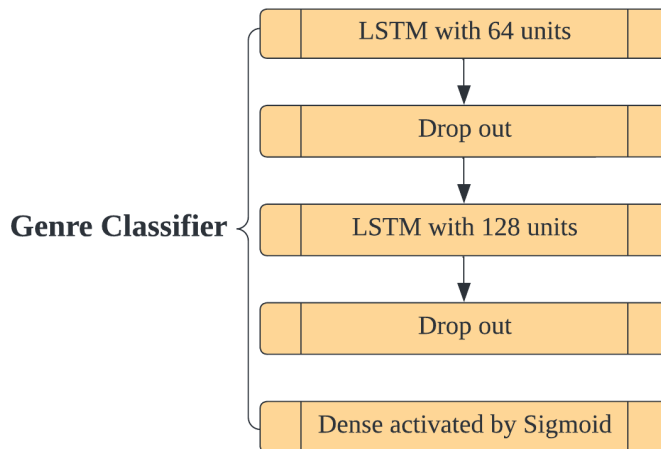 LSTM with 64 units
Drop out
Genre Classifier
LSTM with 128 units
Drop out
Dense activated by Sigmoid